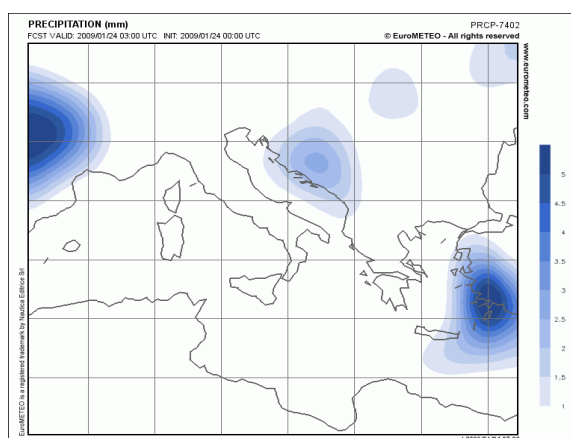 PRECIPITATION (mm)
PRCP-7402
FCST VALID: 2009/01/24 03:00 UTC INIT: 2009/01/24 00:00 UTC
© EuroMETEO - All rights reserved
www.eurometeo.com
EuroMETEO is a registered trademark by Nautica Editrice Srl
5
4.5
4
3.5
3
2.5
2
1.5
1